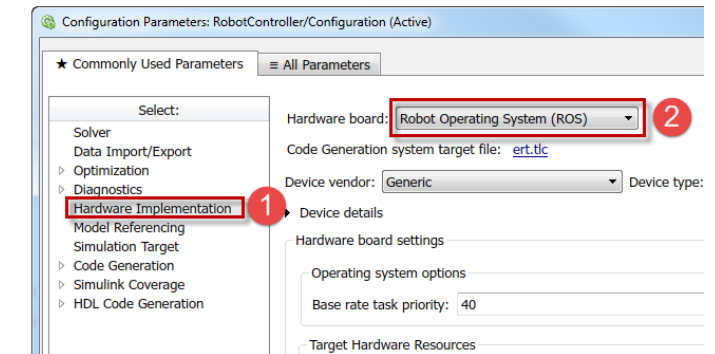 Configuration Parameters: RobotController/Configuration (Active)
★ Commonly Used Parameters
≡ All Parameters
Select:
Solver
Data Import/Export
Optimization
Diagnostics
Hardware Implementation
1
Model Referencing
Simulation Target
Code Generation
Simulink Coverage
HDL Code Generation
Hardware board: Robot Operating System (ROS)
2
Code Generation system target file: ert.tlc
Device vendor: Generic
Device type:
Device details
Hardware board settings
Operating system options
Base rate task priority: 40
Target Hardware Resources